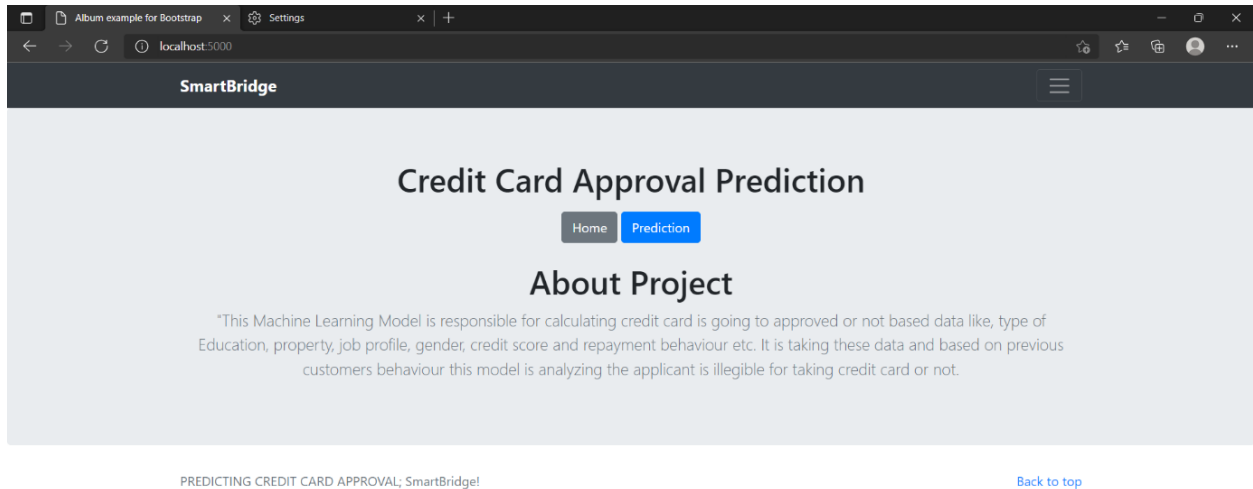 Album example for Bootstrap
Settings
localhost:5000
SmartBridge
Credit Card Approval Prediction
Home Prediction
About Project
"This Machine Learning Model is responsible for calculating credit card is going to approved or not based data like, type of
Education, property, job profile, gender, credit score and repayment behaviour etc. It is taking these data and based on previous
customers behaviour this model is analyzing the applicant is illegible for taking credit card or not.
PREDICTING CREDIT CARD APPROVAL; SmartBridge!
Back to top